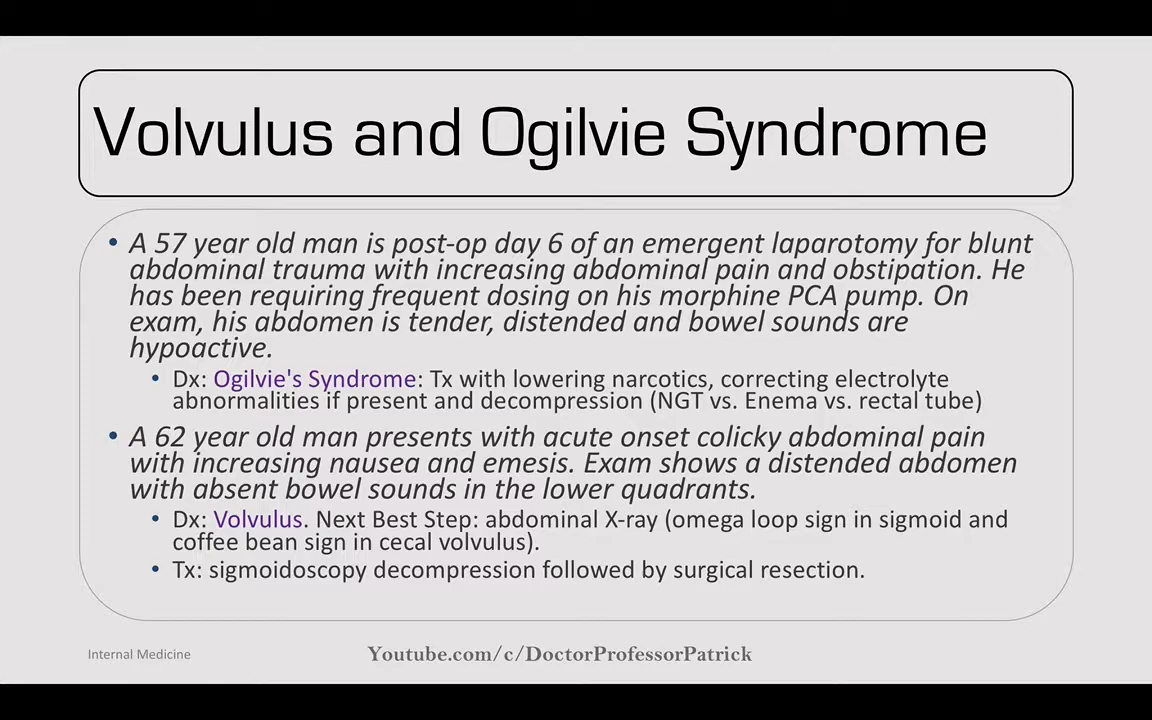 Volvulus and Ogilvie Syndrome
• A 57 year old man is post-op day 6 of an emergent laparotomy for blunt
abdominal trauma with increasing abdominal pain and obstipation. He
has been requiring frequent dosing on his morphine PCA pump. On
exam, his abdomen is tender, distended and bowel sounds are
hypoactive.
• Dx: Ogilvie's Syndrome: Tx with lowering narcotics, correcting electrolyte
abnormalities if present and decompression (NGT vs. Enema vs. rectal tube)
• A 62 year old man presents with acute onset colicky abdominal pain
with increasing nausea and emesis. Exam shows a distended abdomen
with absent bowel sounds in the lower quadrants.
• Dx: Volvulus. Next Best Step: abdominal X-ray (omega loop sign in sigmoid and
coffee bean sign in cecal volvulus).
• Tx: sigmoidoscopy decompression followed by surgical resection.
Internal Medicine
Youtube.com/c/DoctorProfessorPatrick